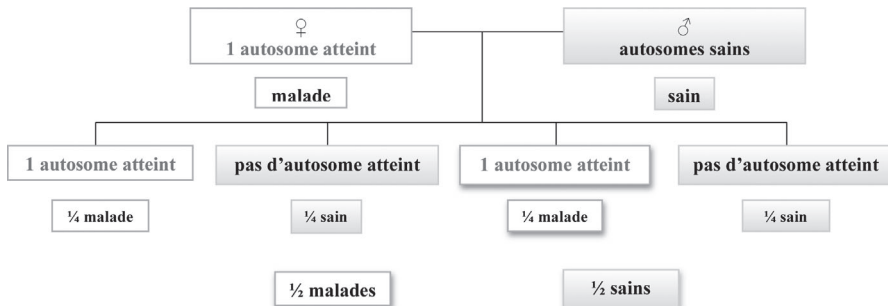 ♀
1 autosome atteint
♂
autosomes sains
malade
sain
1 autosome atteint
pas d’autosome atteint
1 autosome atteint
pas d’autosome atteint
¼ malade
¼ sain
¼ malade
¼ sain
½ malades
½ sains